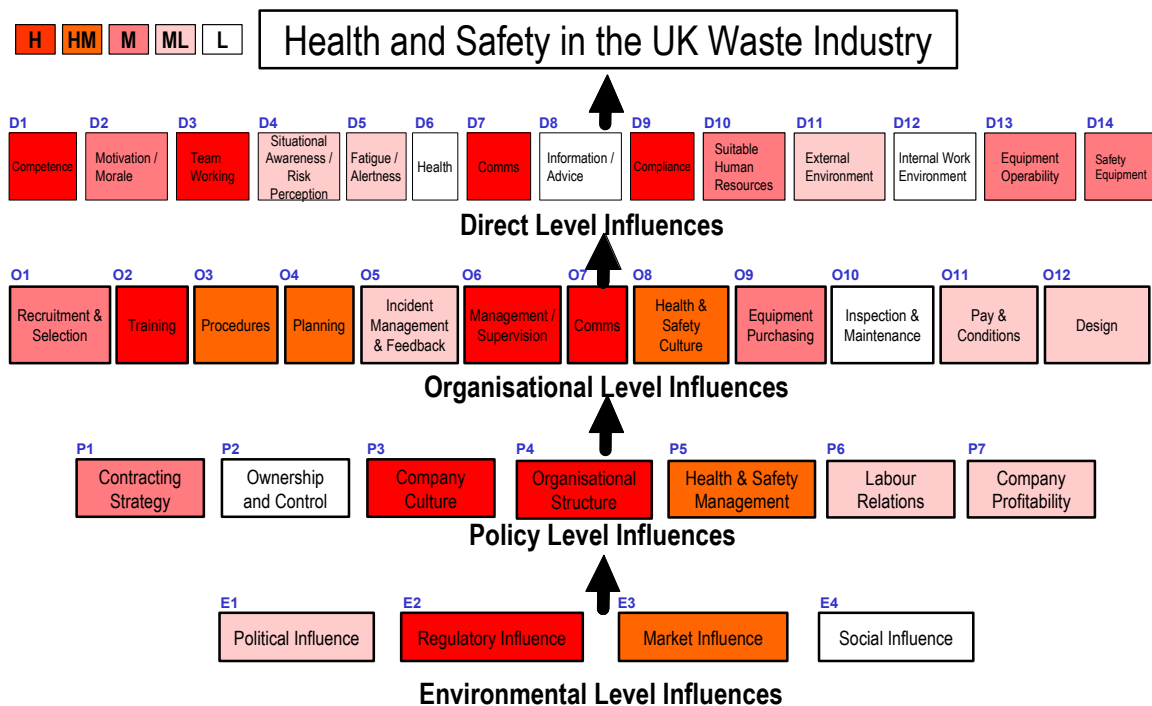 H HM M ML L
Health and Safety in the UK Waste Industry
D1 D2 D3 D4 D5 D6 D7 D8 D9 D10 D11 D12 D13 D14
Competence
Motivation /
Morale
Team
Working
Situational
Awareness /
Risk
Perception
Fatigue /
Alertness
Health
Comms
Information /
Advice
Compliance
Suitable
Human
Resources
External
Environment
Internal Work
Environment
Equipment
Operability
Safety
Equipment
Direct Level Influences
O1 O2 O3 O4 O5 O6 O7 O8 O9 O10 O11 O12
Recruitment &
Selection
Training
Procedures
Planning
Incident
Management
& Feedback
Management /
Supervision
Comms
Health &
Safety
Culture
Equipment
Purchasing
Inspection &
Maintenance
Pay &
Conditions
Design
Organisational Level Influences
P1 P2 P3 P4 P5 P6 P7
Contracting
Strategy
Ownership
and Control
Company
Culture
Organisational
Structure
Health & Safety
Management
Labour
Relations
Company
Profitability
Policy Level Influences
E1 E2 E3 E4
Political Influence
Regulatory Influence
Market Influence
Social Influence
Environmental Level Influences